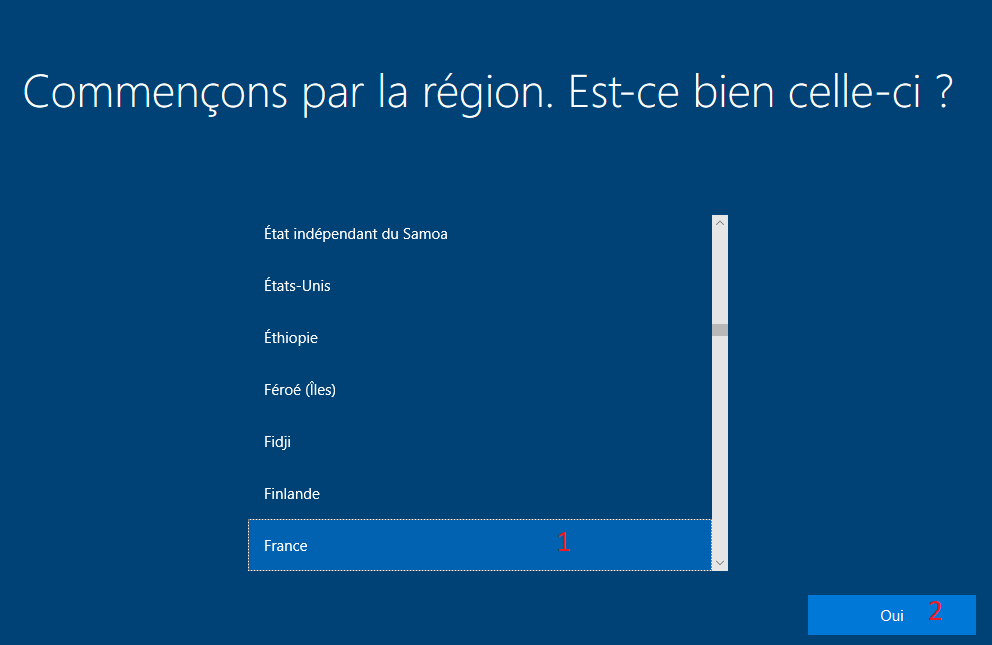 Commençons par la région. Est-ce bien celle-ci ?
État indépendant du Samoa
États-Unis
Éthiopie
Féroé (Îles)
Fidji
Finlande
France 1
Oui 2